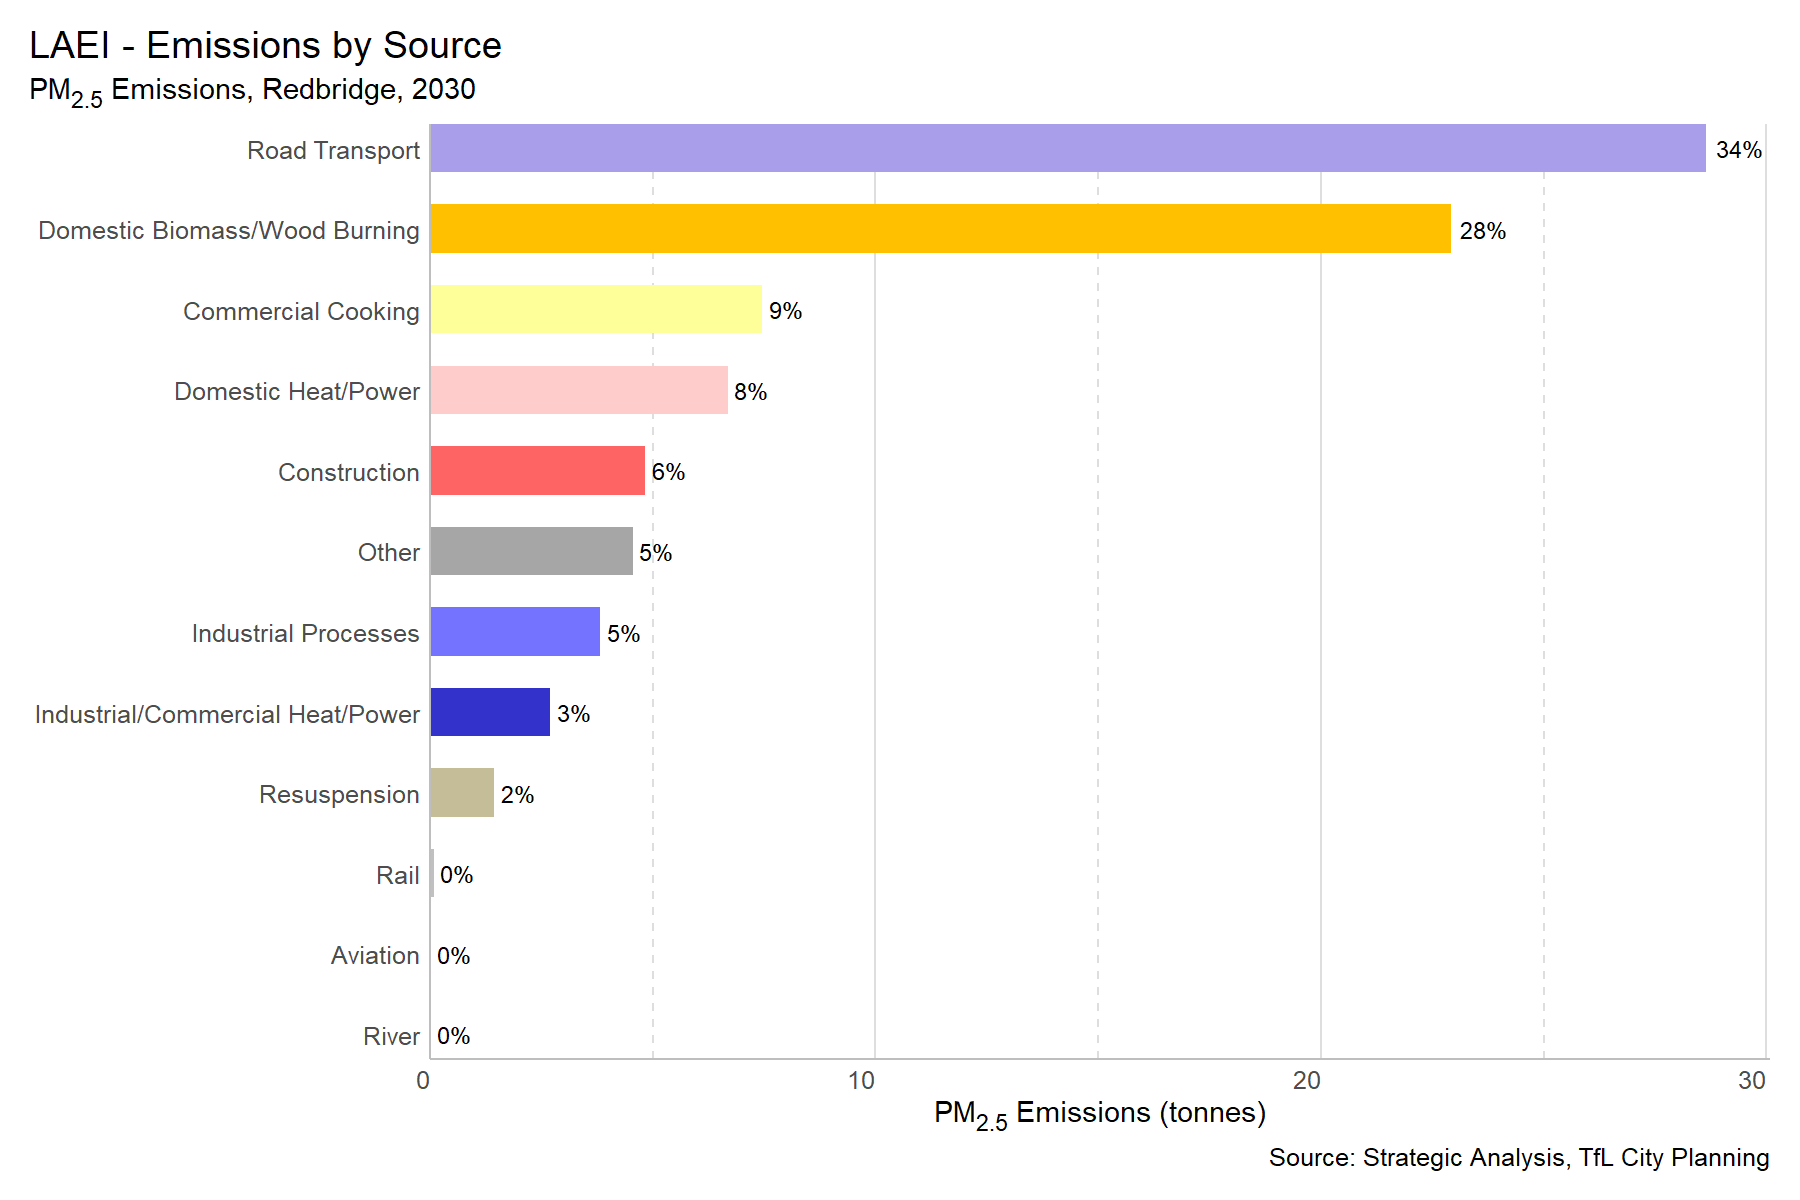 LAEI - Emissions by Source
PM2.5 Emissions, Redbridge, 2030
Road Transport 34%
Domestic Biomass/Wood Burning 28%
Commercial Cooking 9%
Domestic Heat/Power 8%
Construction 6%
Other 5%
Industrial Processes 5%
Industrial/Commercial Heat/Power 3%
Resuspension 2%
Rail 0%
Aviation 0%
River 0%
0 10 20 30
PM2.5 Emissions (tonnes)
Source: Strategic Analysis, TfL City Planning